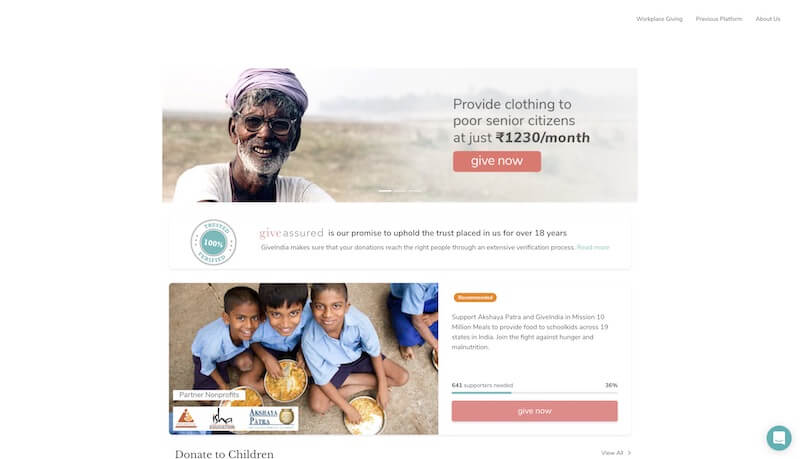 Workplace Giving Previous Platform About Us
Provide clothing to
poor senior citizens
at just ₹1230/month
give now
TRUSTED
100%
VERIFIED
give assured is our promise to uphold the trust placed in us for over 18 years
GiveIndia makes sure that your donations reach the right people through an extensive verification process. Read more
Recommended
Support Akshaya Patra and GiveIndia in Mission 10
Million Meals to provide food to schoolkids across 19
states in India. Join the fight against hunger and
malnutrition.
641 supporters needed 36%
give now
Partner Nonprofits
isha
AKSHAYA
PATRA
Donate to Children
View All